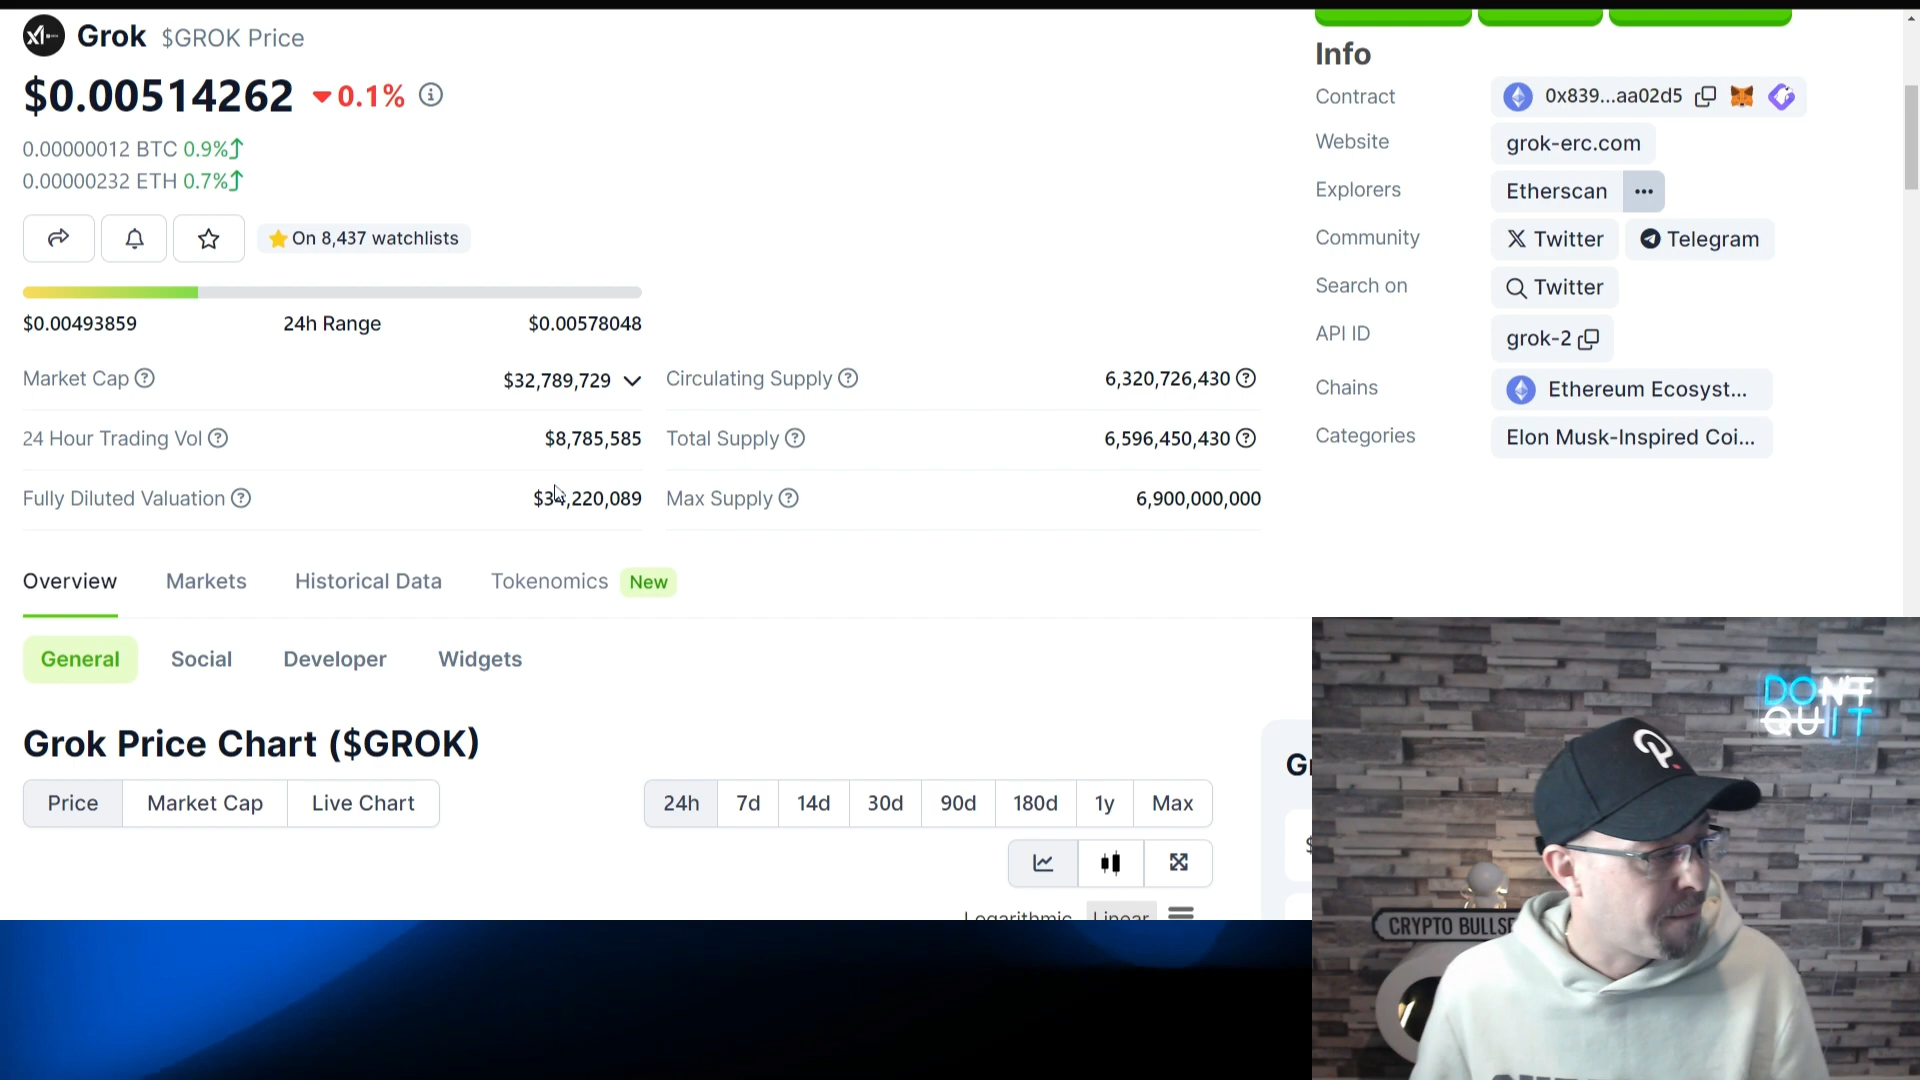 Grok $GROK Price
$0.00514262 0.1%
0.00000012 BTC 0.9%
0.00000232 ETH 0.7%
On 8,437 watchlists
$0.00493859 24h Range $0.00578048
Market Cap $32,789,729
24 Hour Trading Vol $8,785,585
Fully Diluted Valuation $34,220,089
Circulating Supply 6,320,726,430
Total Supply 6,596,450,430
Max Supply 6,900,000,000
Info
Contract 0x839...aa02d5
Website grok-erc.com
Explorers Etherscan
Community Twitter Telegram
Search on Twitter
API ID grok-2
Chains Ethereum Ecosyst...
Categories Elon Musk-Inspired Coi...
Overview Markets Historical Data Tokenomics New
General Social Developer Widgets
Grok Price Chart ($GROK)
Price Market Cap Live Chart
24h 7d 14d 30d 90d 180d 1y Max
Logarithmic Linear
DON'T
QUIT
CRYPTO BULLSE